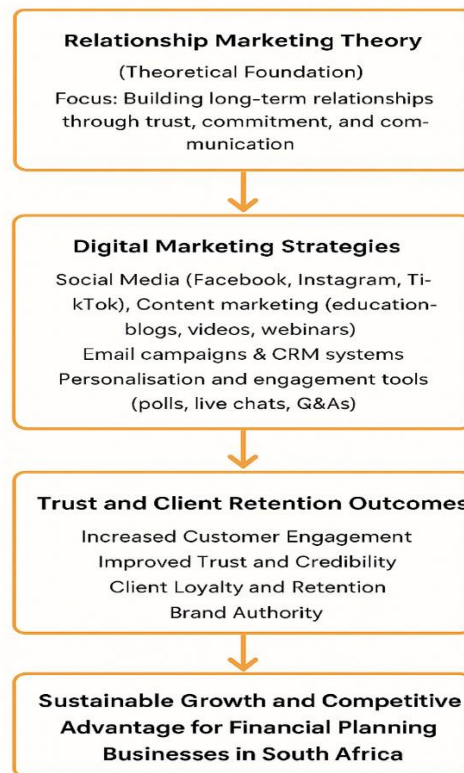 Relationship Marketing Theory
(Theoretical Foundation)
Focus: Building long-term relationships
through trust, commitment, and com-
munication
Digital Marketing Strategies
Social Media (Facebook, Instagram, Ti-
kTok), Content marketing (education-
blogs, videos, webinars)
Email campaigns & CRM systems
Personalisation and engagement tools
(polls, live chats, G&As)
Trust and Client Retention Outcomes
Increased Customer Engagement
Improved Trust and Credibility
Client Loyalty and Retention
Brand Authority
Sustainable Growth and Competitive
Advantage for Financial Planning
Businesses in South Africa